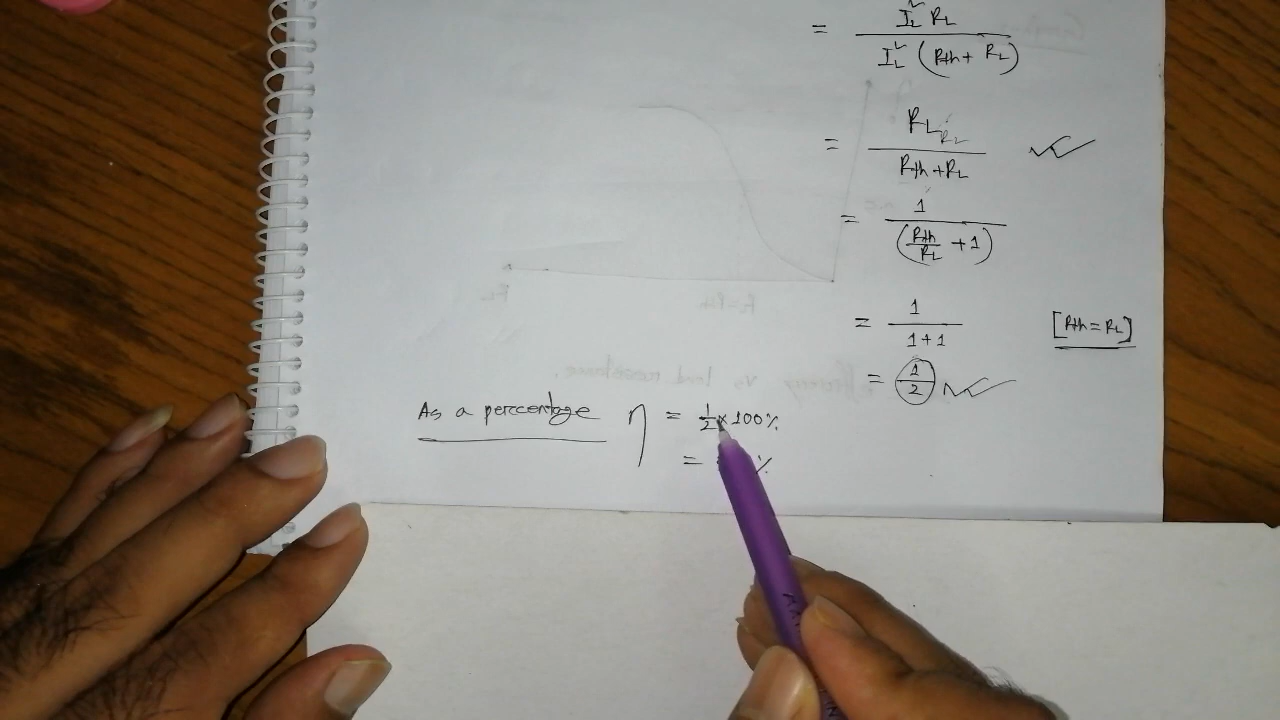 = I_L² R_L / I_L² (Rth + R_L)
= R_L / Rth + R_L
= 1 / (Rth/R_L + 1)
= 1 / 1+1 [Rth = R_L]
= 1/2
As a percentage η = 1/2 × 100%
= %